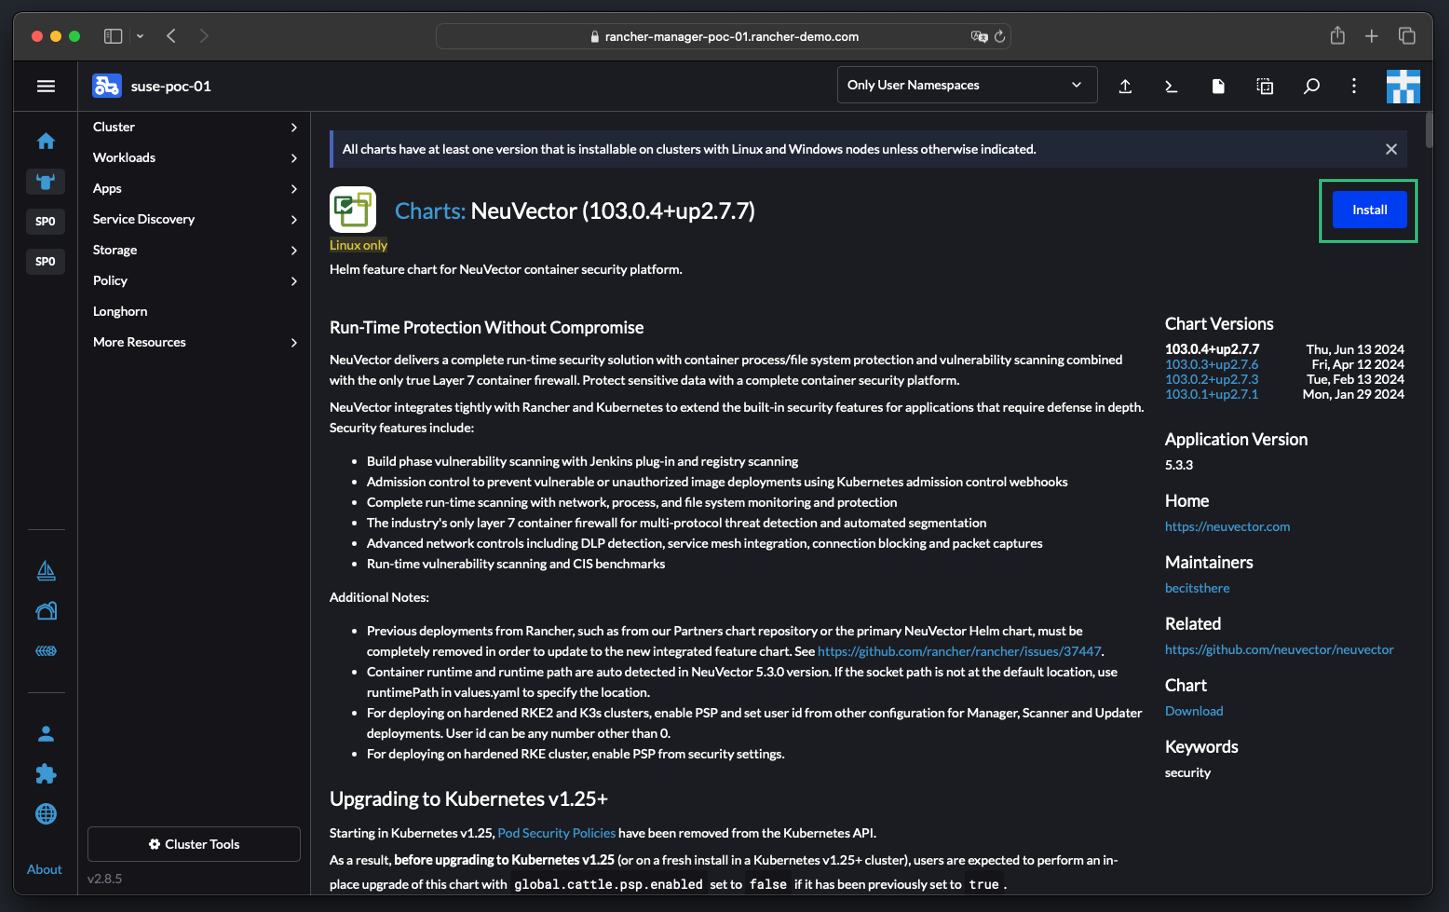 rancher-manager-poc-01.rancher-demo.com
suse-poc-01
Only User Namespaces
SP0
SP0
Cluster
Workloads
Apps
Service Discovery
Storage
Policy
Longhorn
More Resources
Cluster Tools
v2.8.5
About
All charts have at least one version that is installable on clusters with Linux and Windows nodes unless otherwise indicated.
Charts: NeuVector (103.0.4+up2.7.7)
Install
Linux only
Helm feature chart for NeuVector container security platform.
Run-Time Protection Without Compromise
NeuVector delivers a complete run-time security solution with container process/file system protection and vulnerability scanning combined
with the only true Layer 7 container firewall. Protect sensitive data with a complete container security platform.
NeuVector integrates tightly with Rancher and Kubernetes to extend the built-in security features for applications that require defense in depth.
Security features include:
• Build phase vulnerability scanning with Jenkins plug-in and registry scanning
• Admission control to prevent vulnerable or unauthorized image deployments using Kubernetes admission control webhooks
• Complete run-time scanning with network, process, and file system monitoring and protection
• The industry's only layer 7 container firewall for multi-protocol threat detection and automated segmentation
• Advanced network controls including DLP detection, service mesh integration, connection blocking and packet captures
• Run-time vulnerability scanning and CIS benchmarks
Additional Notes:
• Previous deployments from Rancher, such as from our Partners chart repository or the primary NeuVector Helm chart, must be
completely removed in order to update to the new integrated feature chart. See https://github.com/rancher/rancher/issues/37447.
• Container runtime and runtime path are auto detected in NeuVector 5.3.0 version. If the socket path is not at the default location, use
runtimePath in values.yaml to specify the location.
• For deploying on hardened RKE2 and K3s clusters, enable PSP and set user id from other configuration for Manager, Scanner and Updater
deployments. User id can be any number other than 0.
• For deploying on hardened RKE cluster, enable PSP from security settings.
Upgrading to Kubernetes v1.25+
Starting in Kubernetes v1.25, Pod Security Policies have been removed from the Kubernetes API.
As a result, before upgrading to Kubernetes v1.25 (or on a fresh install in a Kubernetes v1.25+ cluster), users are expected to perform an in-
place upgrade of this chart with global.cattle.psp.enabled set to false if it has been previously set to true .
Chart Versions
103.0.4+up2.7.7 Thu, Jun 13 2024
103.0.3+up2.7.6 Fri, Apr 12 2024
103.0.2+up2.7.3 Tue, Feb 13 2024
103.0.1+up2.7.1 Mon, Jan 29 2024
Application Version
5.3.3
Home
https://neuvector.com
Maintainers
becitsthere
Related
https://github.com/neuvector/neuvector
Chart
Download
Keywords
security